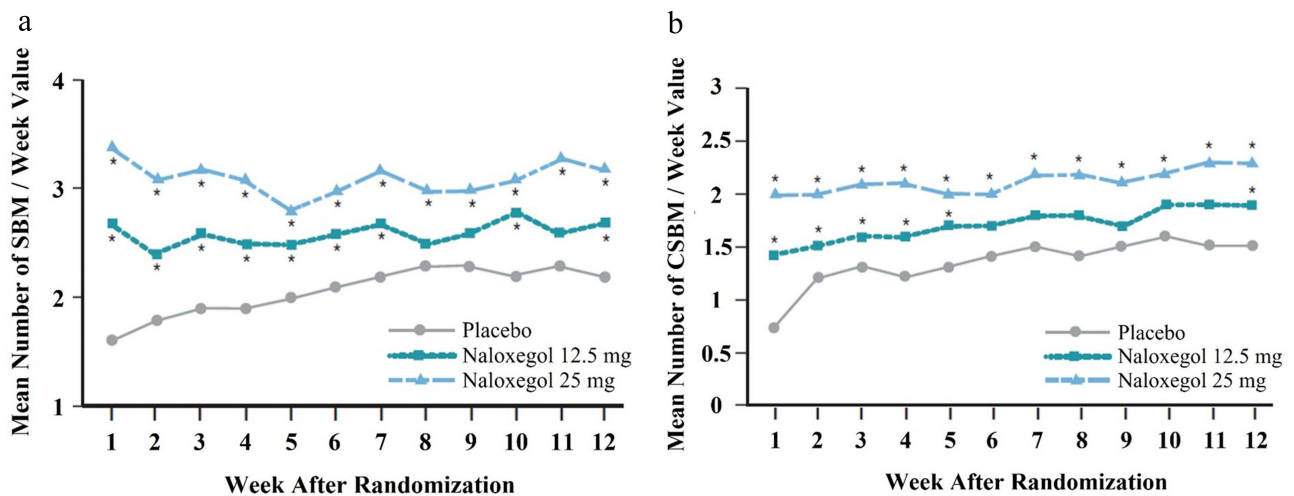 a
Mean Number of SBM / Week Value
4
3
2
1
* * * * * * * * * * * *
* * * * * * * * *
Placebo
Naloxegol 12.5 mg
Naloxegol 25 mg
1 2 3 4 5 6 7 8 9 10 11 12
Week After Randomization
b
Mean Number of CSBM / Week Value
3
2.5
2
1.5
1
0.5
0
* * * * * * * * * * * *
* * * * * *
Placebo
Naloxegol 12.5 mg
Naloxegol 25 mg
1 2 3 4 5 6 7 8 9 10 11 12
Week After Randomization